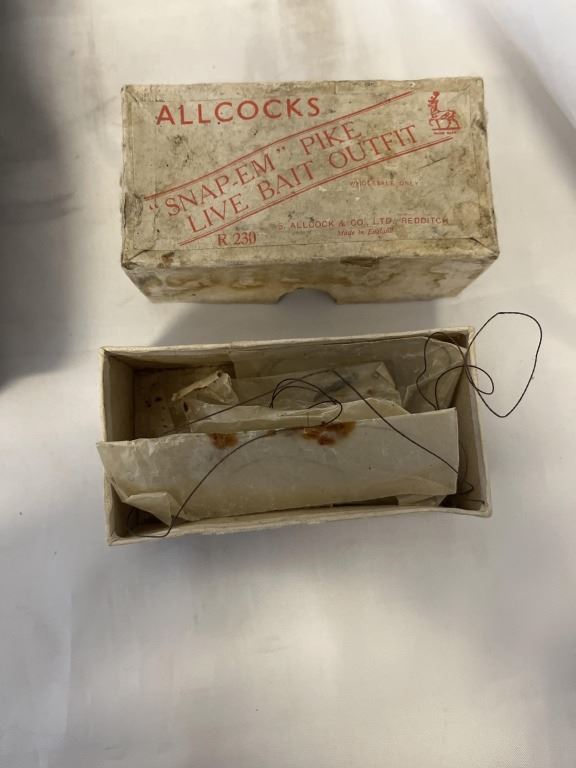 ALLCOCKS
"SNAP-EM" PIKE
LIVE BAIT OUTFIT
WHOLESALE ONLY
R 230
S. ALLCOCK & CO., LTD., REDDITCH
Made in England